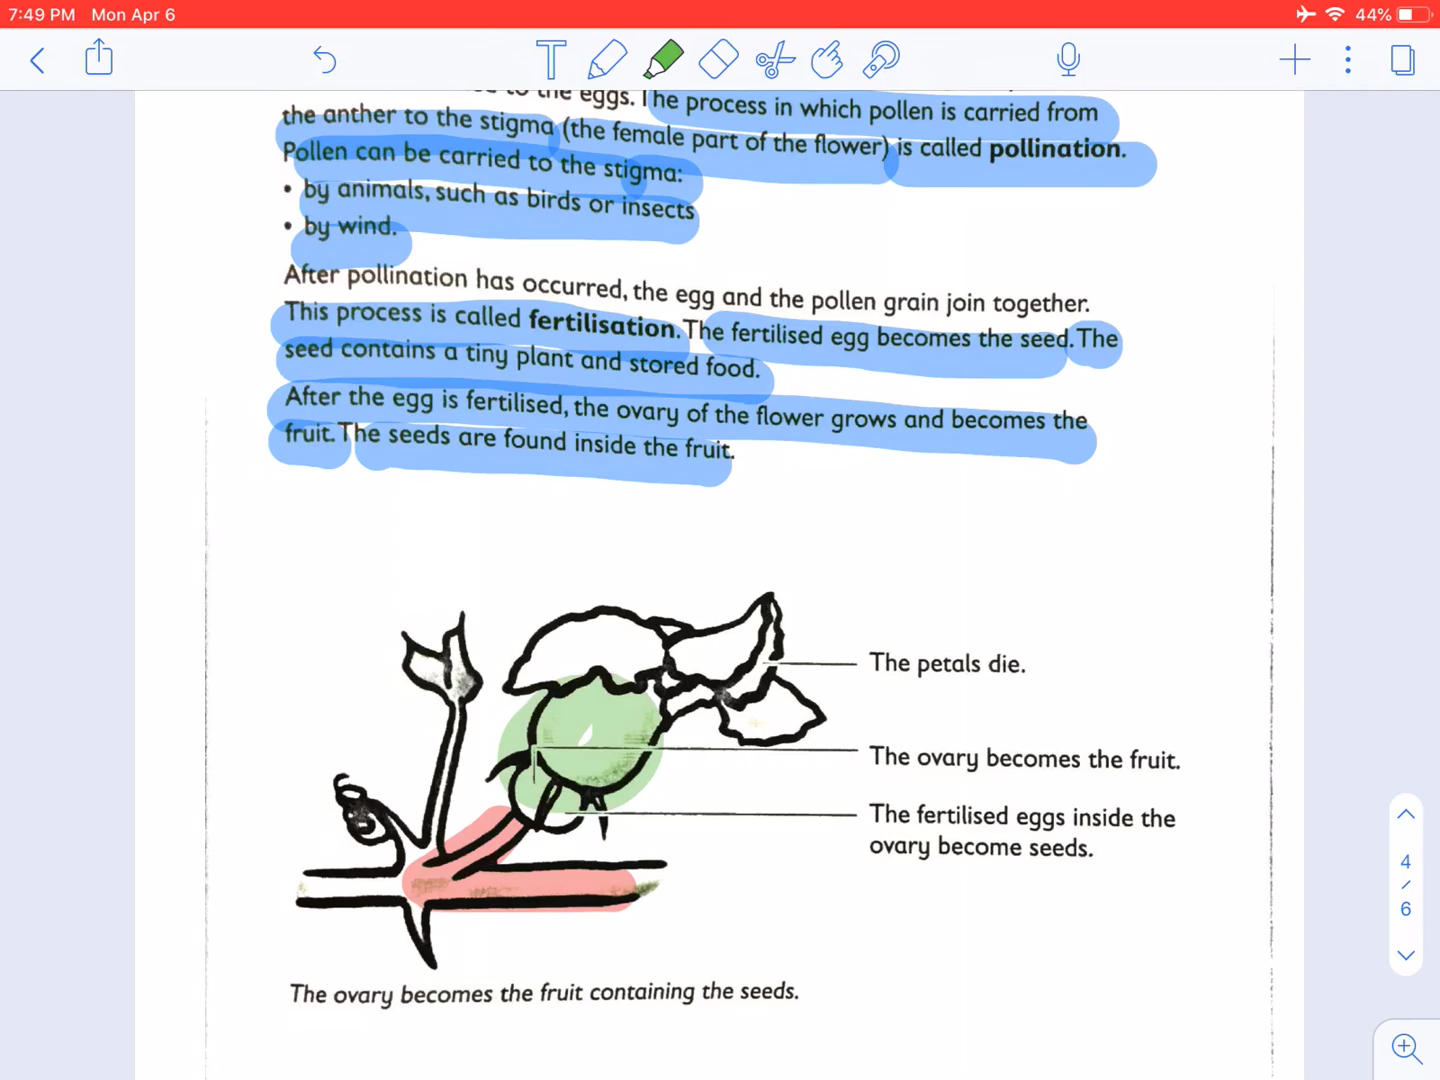 7:49 PM Mon Apr 6
44%
to the eggs. The process in which pollen is carried from
the anther to the stigma (the female part of the flower) is called pollination.
Pollen can be carried to the stigma:
• by animals, such as birds or insects
• by wind.
After pollination has occurred, the egg and the pollen grain join together.
This process is called fertilisation. The fertilised egg becomes the seed. The
seed contains a tiny plant and stored food.
After the egg is fertilised, the ovary of the flower grows and becomes the
fruit. The seeds are found inside the fruit.
The petals die.
The ovary becomes the fruit.
The fertilised eggs inside the
ovary become seeds.
4
/
6
The ovary becomes the fruit containing the seeds.